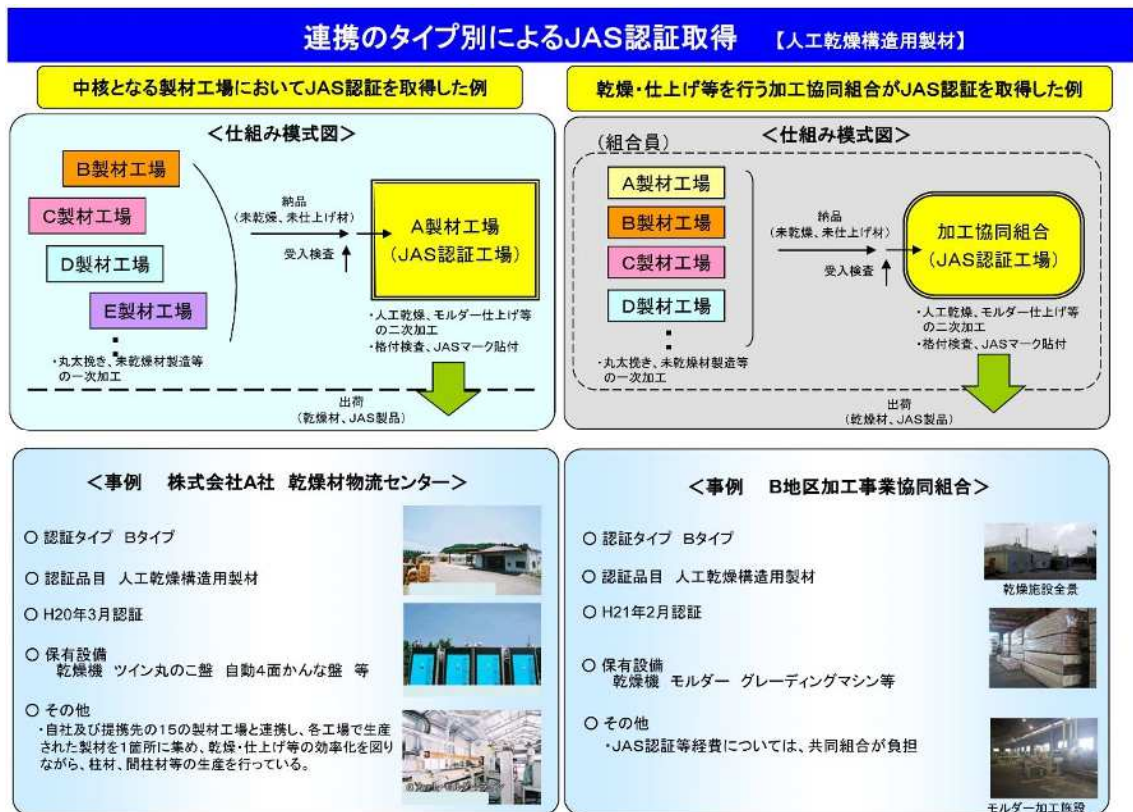 連携のタイプ別によるJAS認証取得 【人工乾燥構造用製材】
中核となる製材工場においてJAS認証を取得した例
<仕組み模式図>
B製材工場
C製材工場
D製材工場
E製材工場
・丸太挽き、未乾燥材製造等
の一次加工
納品
(未乾燥、未仕上げ材)
受入検査
A製材工場
(JAS認証工場)
・人工乾燥、モルダー仕上げ等
の二次加工
・格付検査、JASマーク貼付
出荷
(乾燥材、JAS製品)
乾燥・仕上げ等を行う加工協同組合がJAS認証を取得した例
<仕組み模式図>
(組合員)
A製材工場
B製材工場
C製材工場
D製材工場
・丸太挽き、未乾燥材製造等
の一次加工
納品
(未乾燥、未仕上げ材)
受入検査
加工協同組合
(JAS認証工場)
・人工乾燥、モルダー仕上げ等
の二次加工
・格付検査、JASマーク貼付
出荷
(乾燥材、JAS製品)
<事例 株式会社A社 乾燥材物流センター>
○ 認証タイプ Bタイプ
○ 認証品目 人工乾燥構造用製材
○ H20年3月認証
○ 保有設備
乾燥機 ツイン丸のこ盤 自動4面かんな盤 等
○ その他
・自社及び提携先の15の製材工場と連携し、各工場で生産
された製材を1箇所に集め、乾燥・仕上げ等の効率化を図り
ながら、柱材、間柱材等の生産を行っている。
<事例 B地区加工事業協同組合>
○ 認証タイプ Bタイプ
○ 認証品目 人工乾燥構造用製材
○ H21年2月認証
○ 保有設備
乾燥機 モルダー グレーディングマシン等
○ その他
・JAS認証等経費については、共同組合が負担
乾燥施設全景
モルダー加工施設